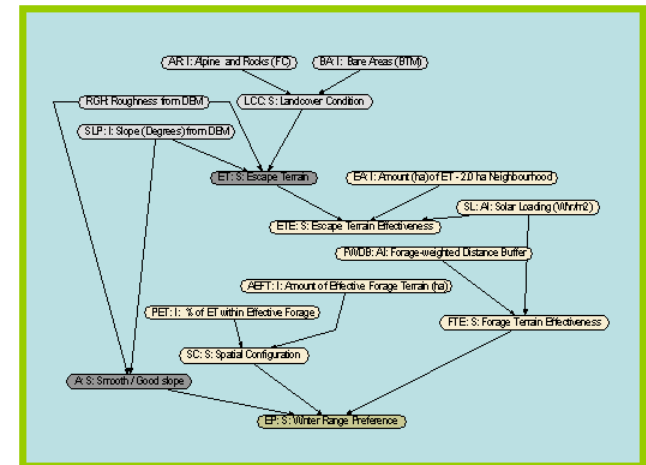 AR: I: Alpine and Rocks (FC)
BA: I: Bare Areas (BTM)
RGH: Roughness from DEM
LCC: S: Landcover Condition
SLP: I: Slope (Degrees) from DEM
ET: S: Escape Terrain
EA: I: Amount (ha) of ET - 2.0 ha Neighbourhood
SL: AI: Solar Loading (Whr/m2)
ETE: S: Escape Terrain Effectiveness
FWDB: AI: Forage-weighted Distance Buffer
AEFT: I: Amount of Effective Forage Terrain (ha)
PET: I: % of ET within Effective Forage
FTE: S: Forage Terrain Effectiveness
SC: S: Spatial Configuration
A: S: Smooth / Good slope
EP: S: Winter Range Preference